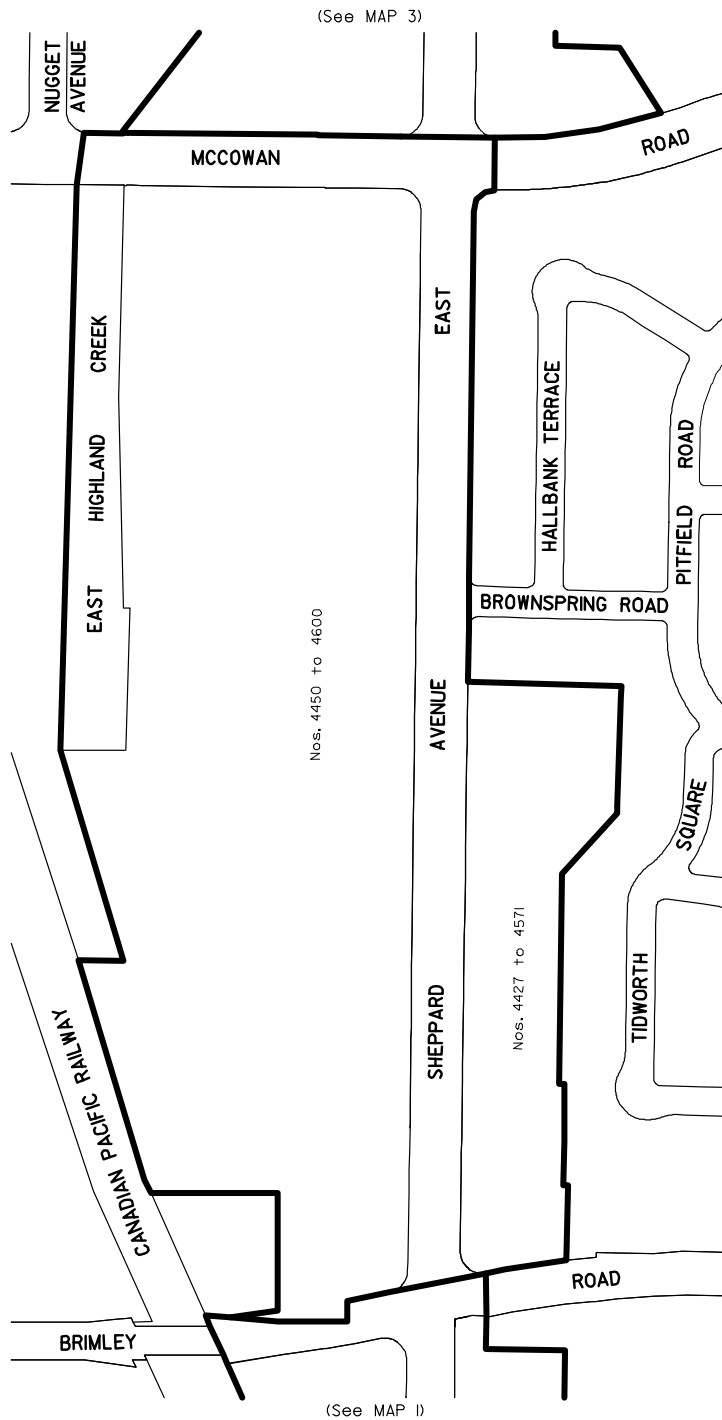 (See MAP 3)
NUGGET
AVENUE
MCCOWAN
ROAD
EAST
CREEK
HIGHLAND
EAST
HALLBANK TERRACE
ROAD
PITFIELD
BROWNSPRING ROAD
Nos. 4450 to 4600
AVENUE
SQUARE
Nos. 4427 to 4571
TIDWORTH
SHEPPARD
CANADIAN PACIFIC RAILWAY
ROAD
BRIMLEY
(See MAP 1)